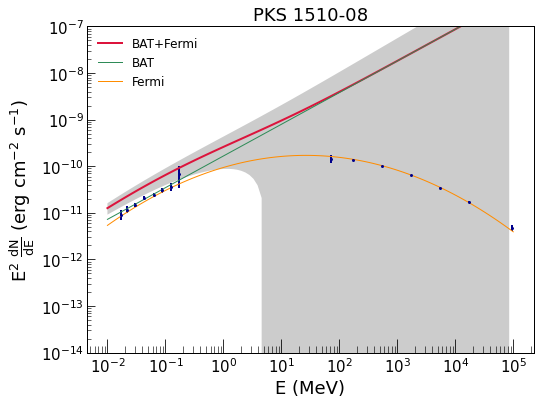 PKS 1510-08
BAT+Fermi
BAT
Fermi
10⁻⁷
10⁻⁸
10⁻⁹
10⁻¹⁰
10⁻¹¹
10⁻¹²
10⁻¹³
10⁻¹⁴
E² dN/dE (erg cm⁻² s⁻¹)
10⁻² 10⁻¹ 10⁰ 10¹ 10² 10³ 10⁴ 10⁵
E (MeV)